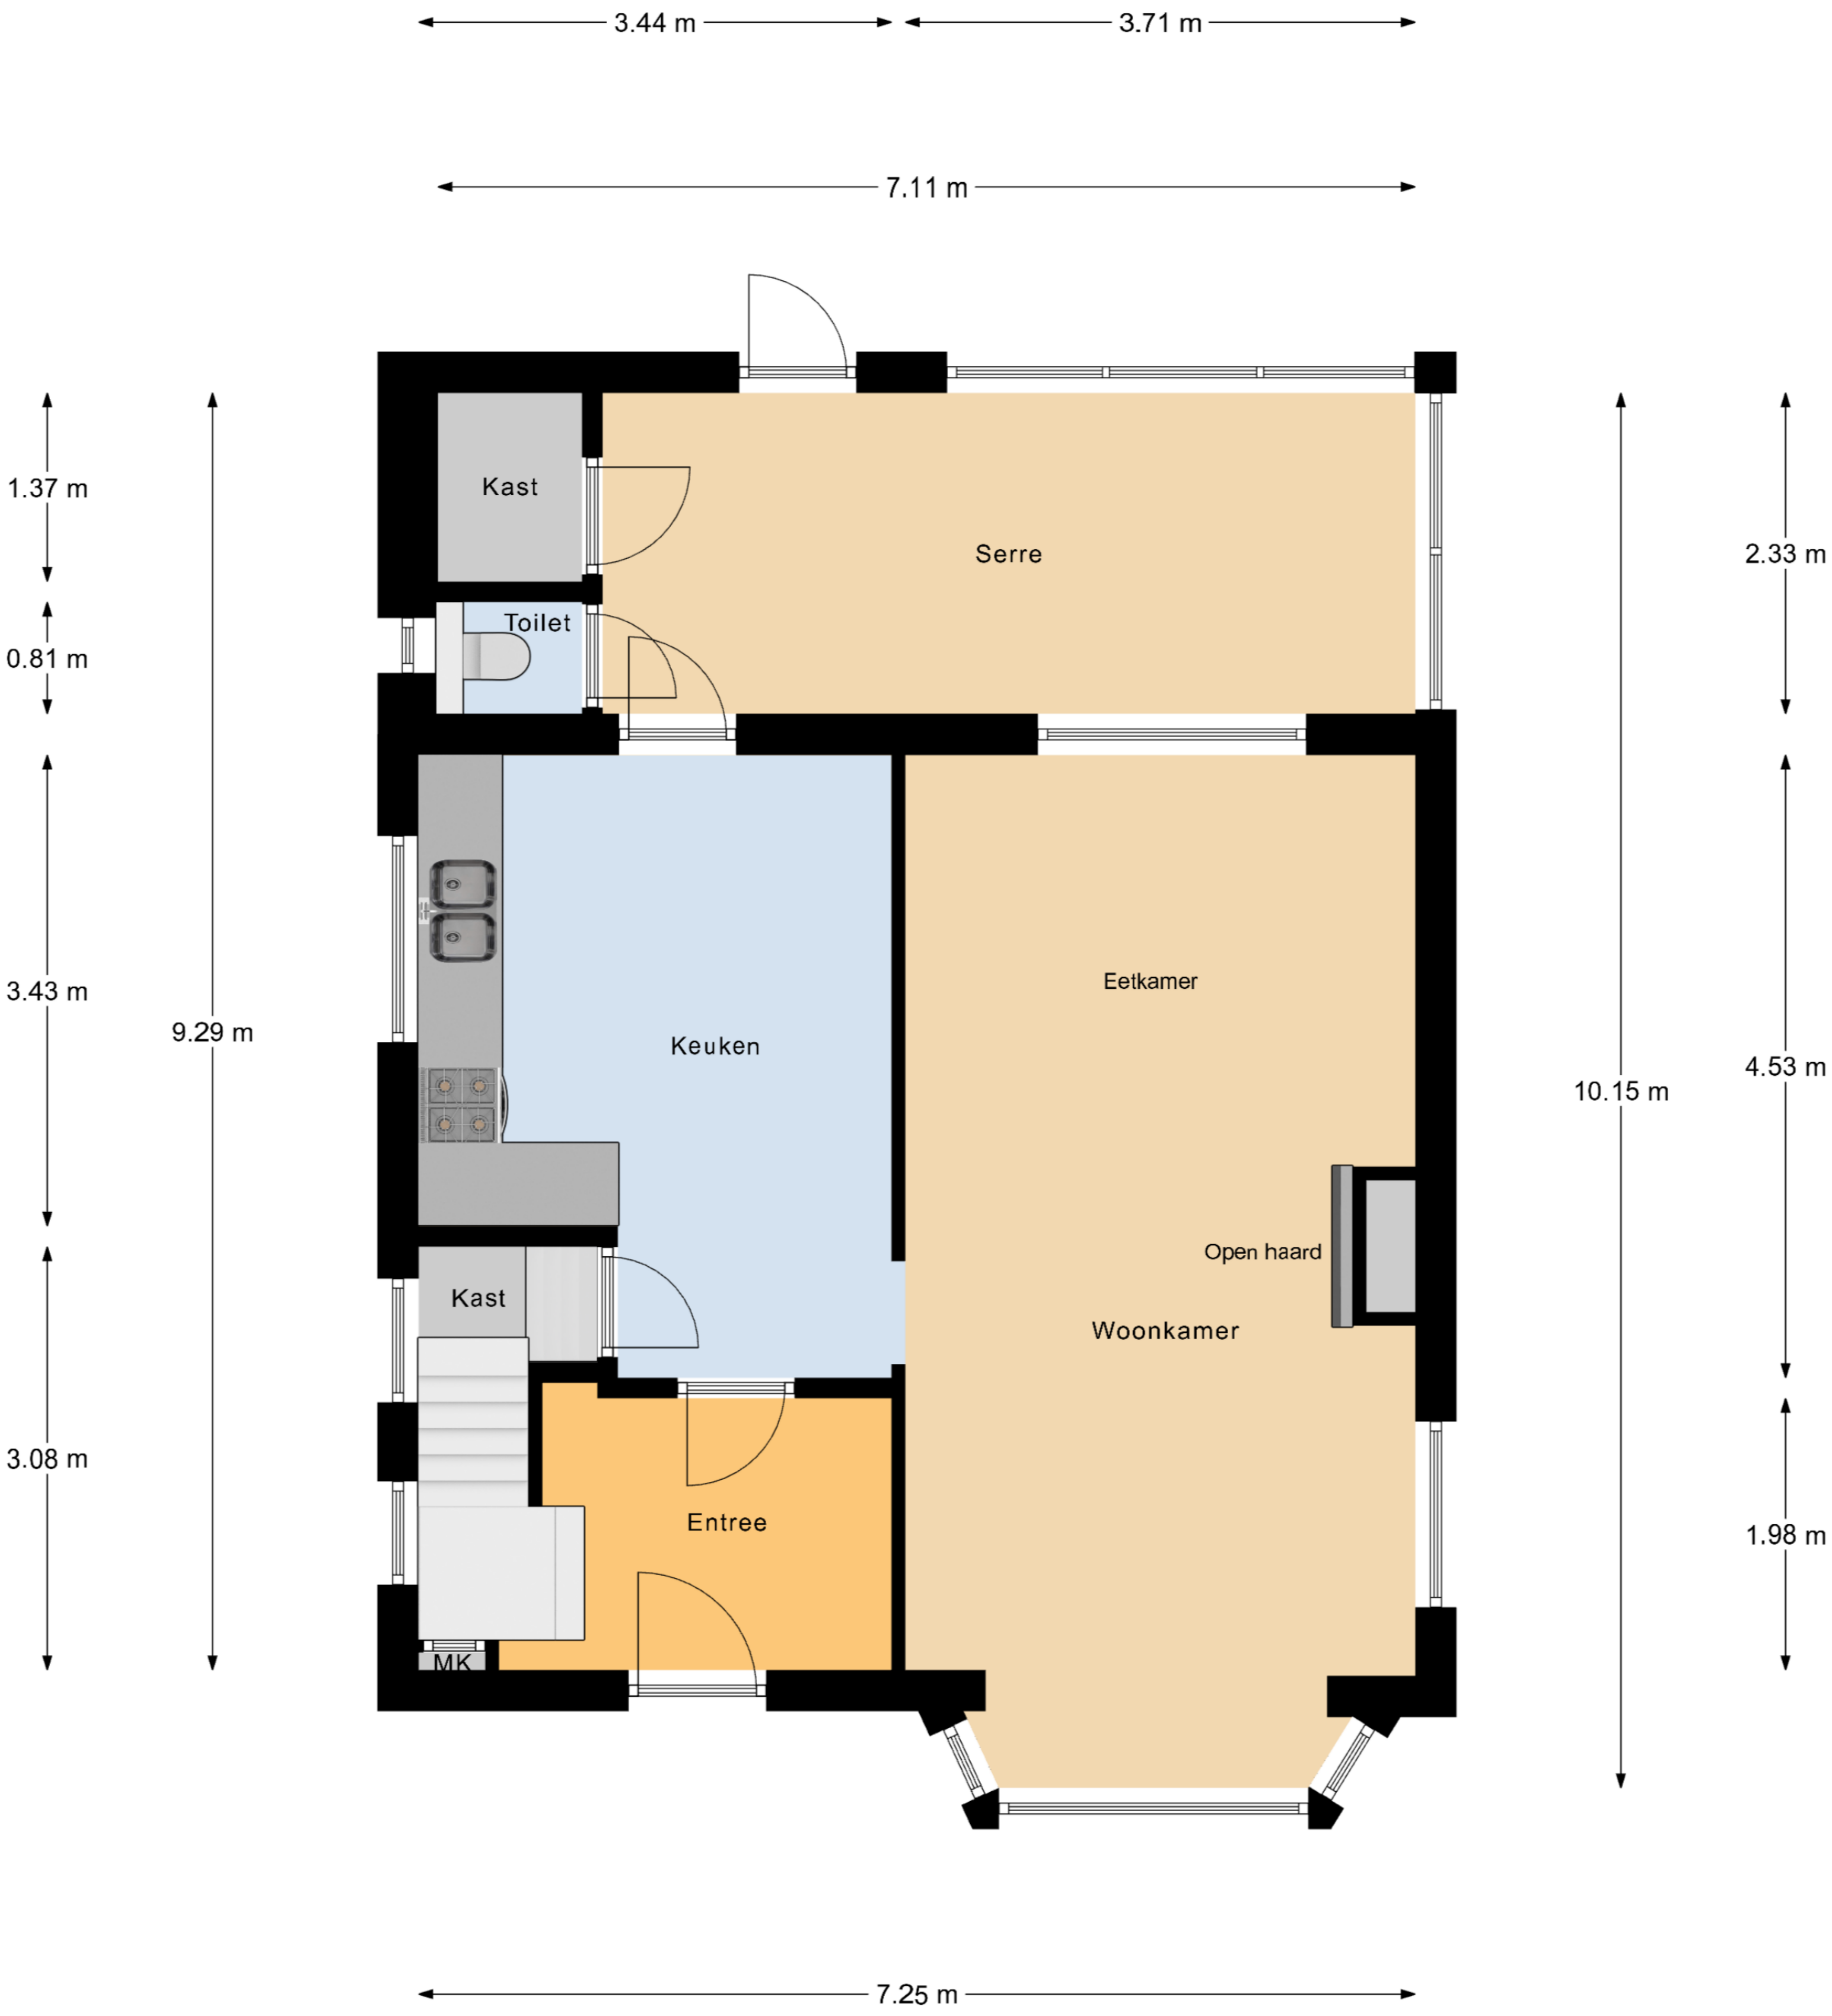 3.44 m
3.71 m
7.11 m
1.37 m
Kast
Serre
2.33 m
Toilet
0.81 m
3.43 m
9.29 m
Eetkamer
Keuken
4.53 m
10.15 m
Open haard
Kast
Woonkamer
3.08 m
Entree
1.98 m
MK
7.25 m